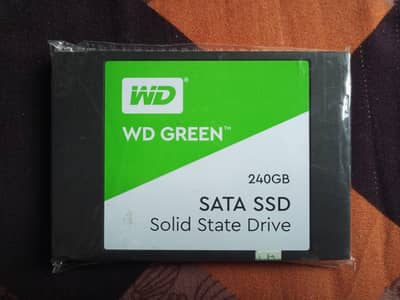 WD
WD GREEN™
240GB
SATA SSD
Solid State Drive